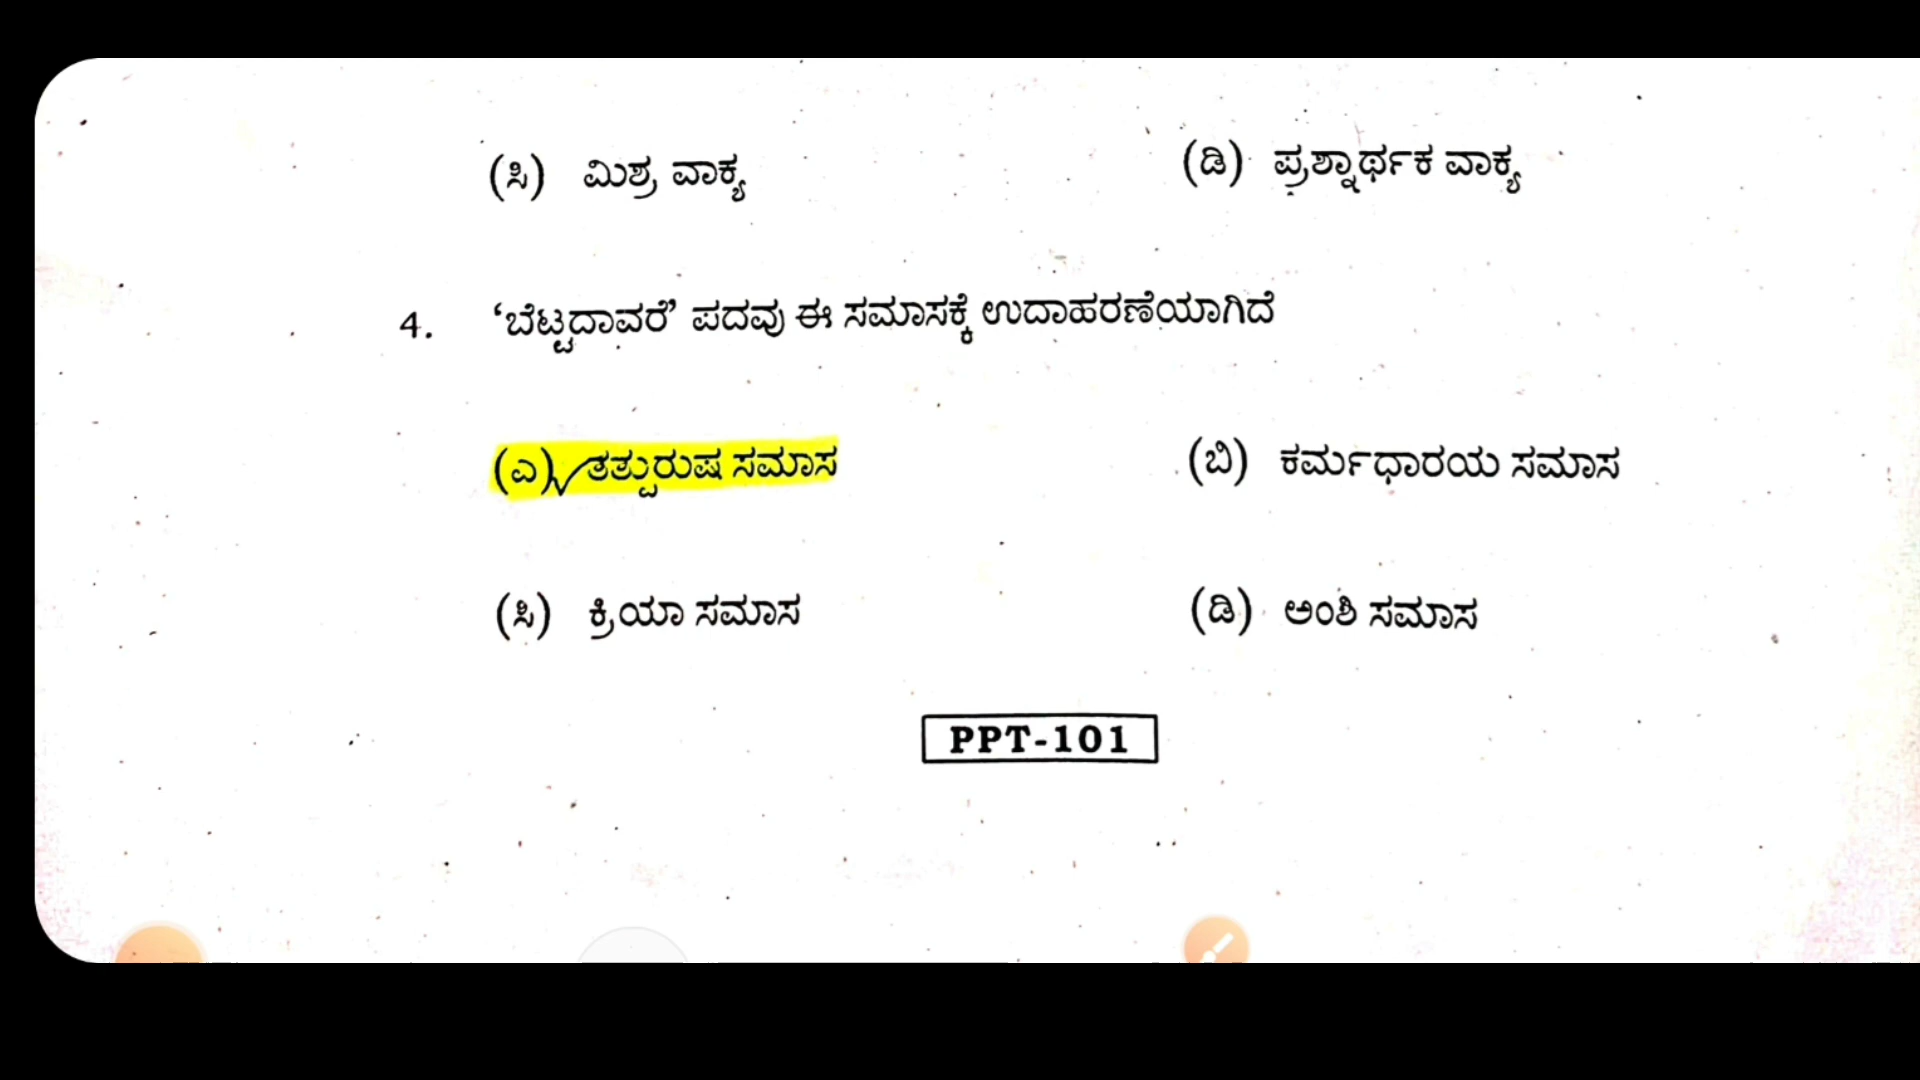 (ಸಿ) ಮಿಶ್ರ ವಾಕ್ಯ (ಡಿ) ಪ್ರಶ್ನಾರ್ಥಕ ವಾಕ್ಯ
4. ‘ಬೆಟ್ಟದಾವರೆ’ ಪದವು ಈ ಸಮಾಸಕ್ಕೆ ಉದಾಹರಣೆಯಾಗಿದೆ
(ಎ) ತತ್ಪುರುಷ ಸಮಾಸ (ಬಿ) ಕರ್ಮಧಾರಯ ಸಮಾಸ
(ಸಿ) ಕ್ರಿಯಾ ಸಮಾಸ (ಡಿ) ಅಂಶಿ ಸಮಾಸ
PPT-101